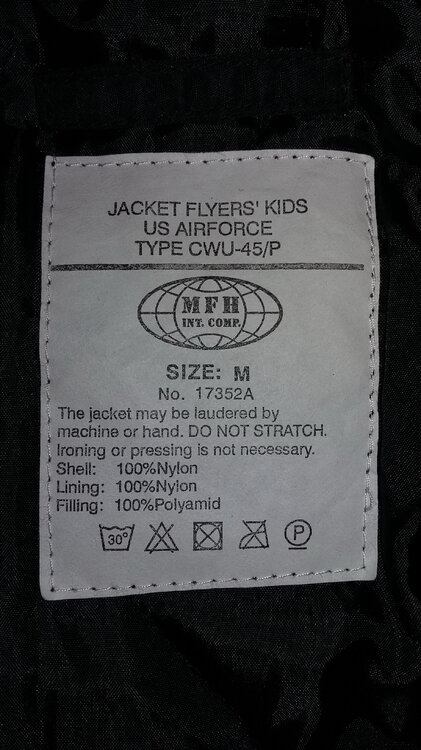 JACKET FLYERS' KIDS
US AIRFORCE
TYPE CWU-45/P
MFH
INT. COMP.
SIZE: M
No. 17352A
The jacket may be laudered by
machine or hand. DO NOT STRATCH.
Ironing or pressing is not necessary.
Shell: 100%Nylon
Lining: 100%Nylon
Filling: 100%Polyamid
30° P